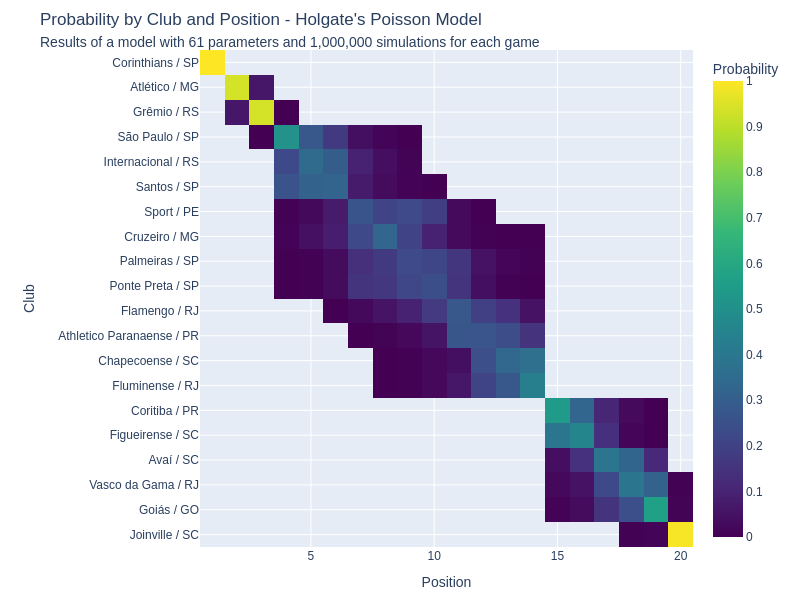 Probability by Club and Position - Holgate's Poisson Model
Results of a model with 61 parameters and 1,000,000 simulations for each game
Probability
Corinthians / SP
Atlético / MG
Grêmio / RS
São Paulo / SP
Internacional / RS
Santos / SP
Sport / PE
Cruzeiro / MG
Palmeiras / SP
Ponte Preta / SP
Flamengo / RJ
Athletico Paranaense / PR
Chapecoense / SC
Fluminense / RJ
Coritiba / PR
Figueirense / SC
Avaí / SC
Vasco da Gama / RJ
Goiás / GO
Joinville / SC
Club
5
10
15
20
Position
1
0.9
0.8
0.7
0.6
0.5
0.4
0.3
0.2
0.1
0